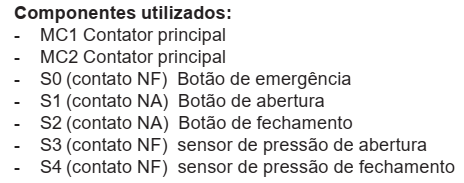 Componentes utilizados:
- MC1 Contator principal
- MC2 Contator principal
- S0 (contato NF)  Botão de emergência
- S1 (contato NA)  Botão de abertura
- S2 (contato NA)  Botão de fechamento
- S3 (contato NF)  sensor de pressão de abertura
- S4 (contato NF)  sensor de pressão de fechamento